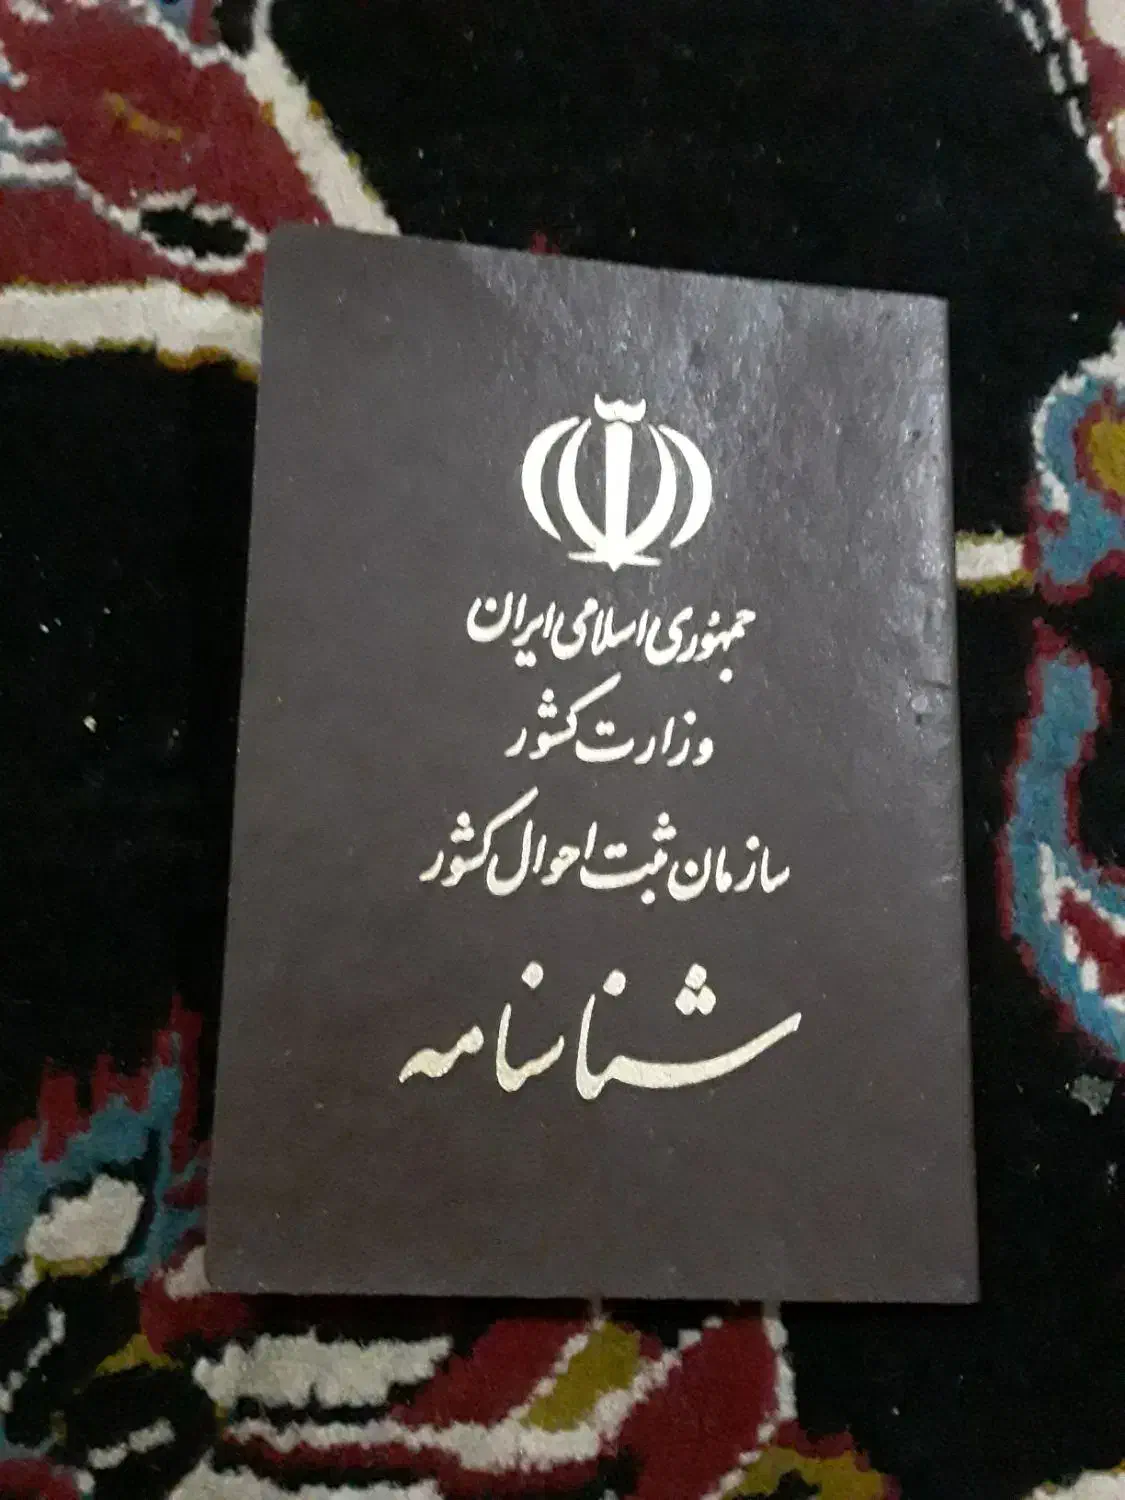 جمهوری اسلامی ایران
وزارت کشور
سازمان ثبت احوال کشور
شناسنامه